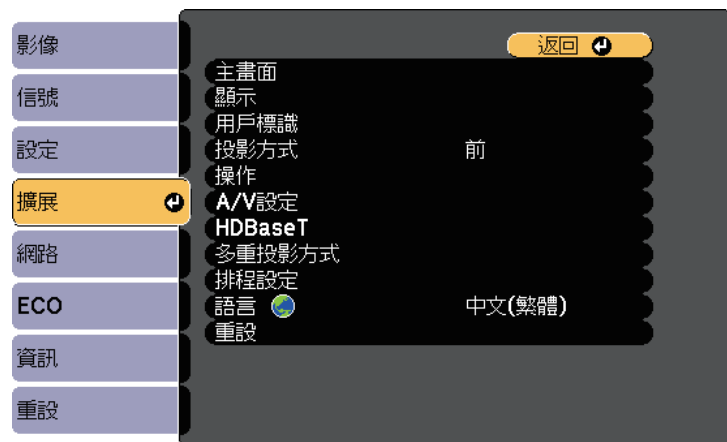 影像
信號
設定
擴展
網路
ECO
資訊
重設
返回
主畫面
顯示
用戶標識
投影方式 前
操作
A/V設定
HDBaseT
多重投影方式
排程設定
語言 中文(繁體)
重設